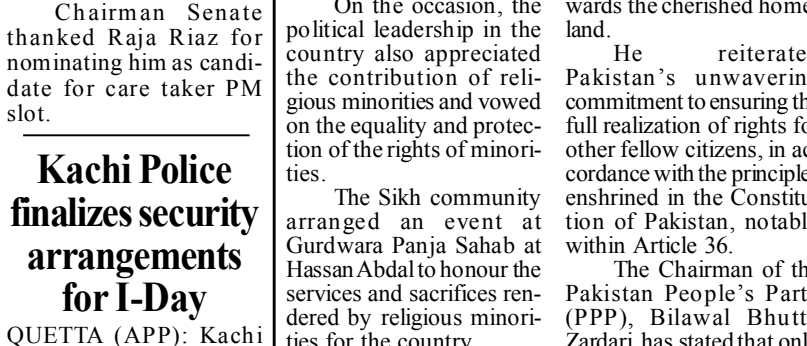 Chairman Senate
thanked Raja Riaz for
nominating him as candi-
date for care taker PM
slot.
Kachi Police
finalizes security
arrangements
for I-Day
QUETTA (APP): Kachi
On the occasion, the
political leadership in the
country also appreciated
the contribution of reli-
gious minorities and vowed
on the equality and protec-
tion of the rights of minori-
ties.
The Sikh community
arranged an event at
Gurdwara Panja Sahab at
Hassan Abdal to honour the
services and sacrifices ren-
dered by religious minori-
ties for the country.
wards the cherished home
land.
He reiterate
Pakistan's unwaverin
commitment to ensuring th
full realization of rights fo
other fellow citizens, in ac
cordance with the principle
enshrined in the Constitu
tion of Pakistan, notabl
within Article 36.
The Chairman of th
Pakistan People's Part
(PPP), Bilawal Bhutt
Zardari has stated that onl